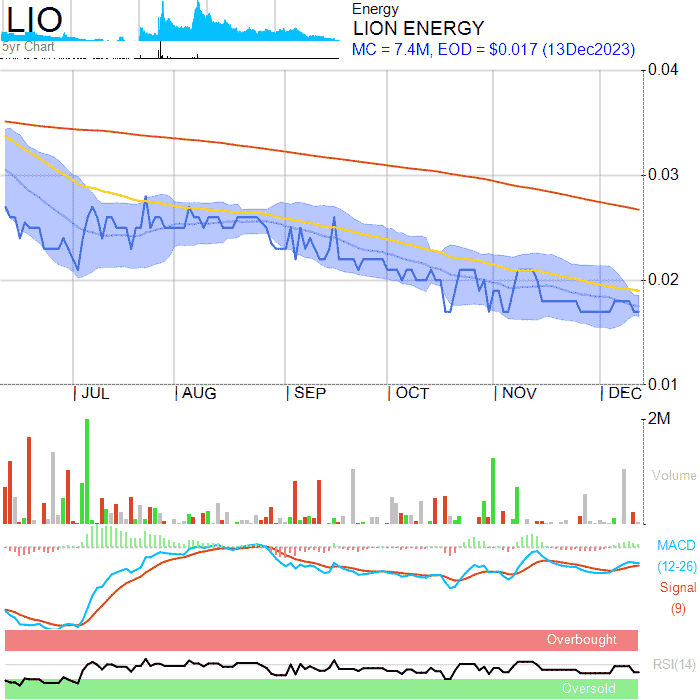 LIO
5yr Chart
Energy
LION ENERGY
MC = 7.4M, EOD = $0.017 (13Dec2023)
0.04
0.03
0.02
0.01
JUL AUG SEP OCT NOV DEC
2M
Volume
MACD
(12-26)
Signal
(9)
Overbought
RSI(14)
Oversold